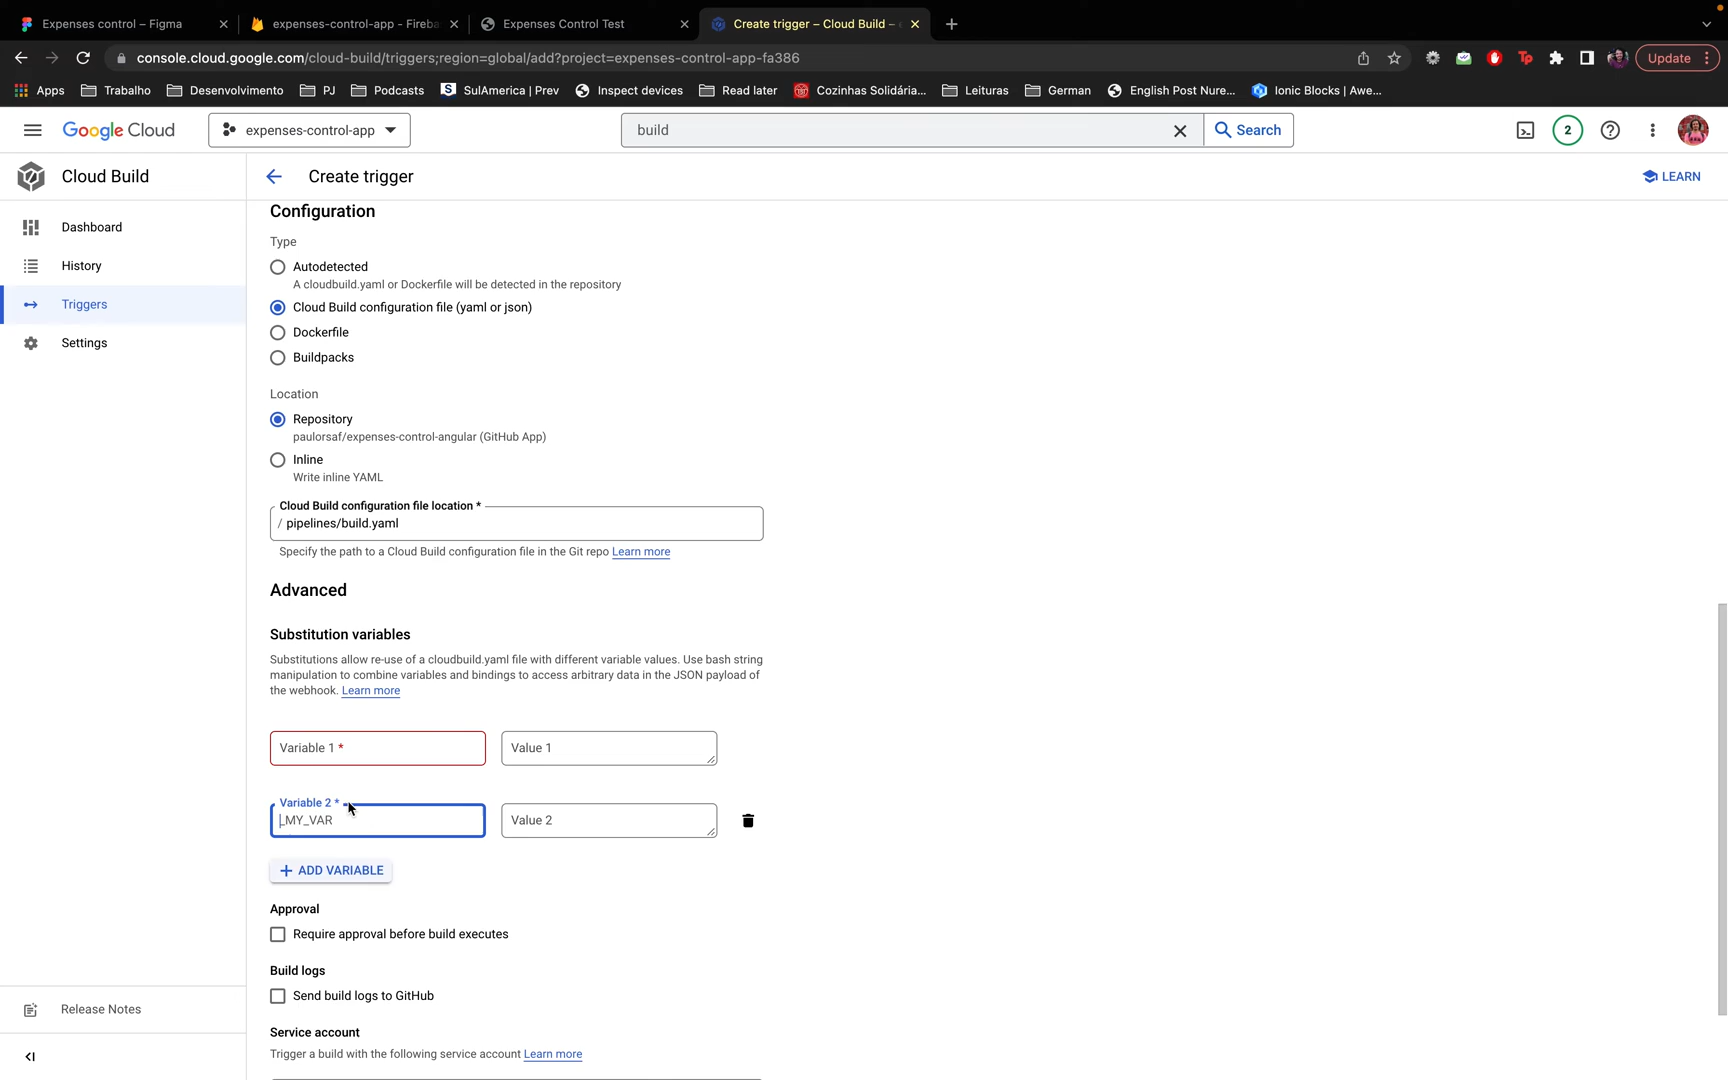 Expenses control – Figma
expenses-control-app - Fireba
Expenses Control Test
Create trigger – Cloud Build –
console.cloud.google.com/cloud-build/triggers;region=global/add?project=expenses-control-app-fa386
Update
Apps
Trabalho
Desenvolvimento
PJ
Podcasts
SulAmerica | Prev
Inspect devices
Read later
Cozinhas Solidária...
Leituras
German
English Post Nure...
Ionic Blocks | Awe...
Google Cloud
expenses-control-app
build
Search
2
Cloud Build
Create trigger
LEARN
Dashboard
History
Triggers
Settings
Release Notes
Configuration
Type
Autodetected
A cloudbuild.yaml or Dockerfile will be detected in the repository
Cloud Build configuration file (yaml or json)
Dockerfile
Buildpacks
Location
Repository
paulorsaf/expenses-control-angular (GitHub App)
Inline
Write inline YAML
Cloud Build configuration file location *
/ pipelines/build.yaml
Specify the path to a Cloud Build configuration file in the Git repo Learn more
Advanced
Substitution variables
Substitutions allow re-use of a cloudbuild.yaml file with different variable values. Use bash string
manipulation to combine variables and bindings to access arbitrary data in the JSON payload of
the webhook. Learn more
Variable 1 *
Value 1
Variable 2 *
_MY_VAR
Value 2
+ ADD VARIABLE
Approval
Require approval before build executes
Build logs
Send build logs to GitHub
Service account
Trigger a build with the following service account Learn more